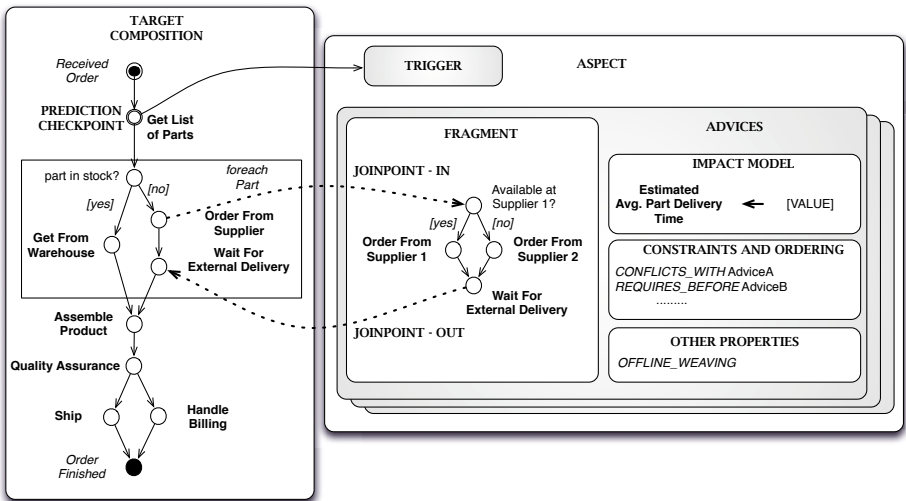 TARGET
COMPOSITION
Received
Order
PREDICTION
CHECKPOINT
Get List
of Parts
part in stock?
foreach
Part
[yes]
[no]
Get From
Warehouse
Order From
Supplier
Wait For
External Delivery
Assemble
Product
Quality Assurance
Ship
Handle
Billing
Order
Finished
TRIGGER
ASPECT
FRAGMENT
JOINPOINT - IN
Available at
Supplier 1?
[yes]
[no]
Order From
Supplier 1
Order From
Supplier 2
Wait For
External Delivery
JOINPOINT - OUT
ADVICES
IMPACT MODEL
Estimated
Avg. Part Delivery
Time
[VALUE]
CONSTRAINTS AND ORDERING
CONFLICTS_WITH AdviceA
REQUIRES_BEFORE AdviceB
.........
OTHER PROPERTIES
OFFLINE_WEAVING